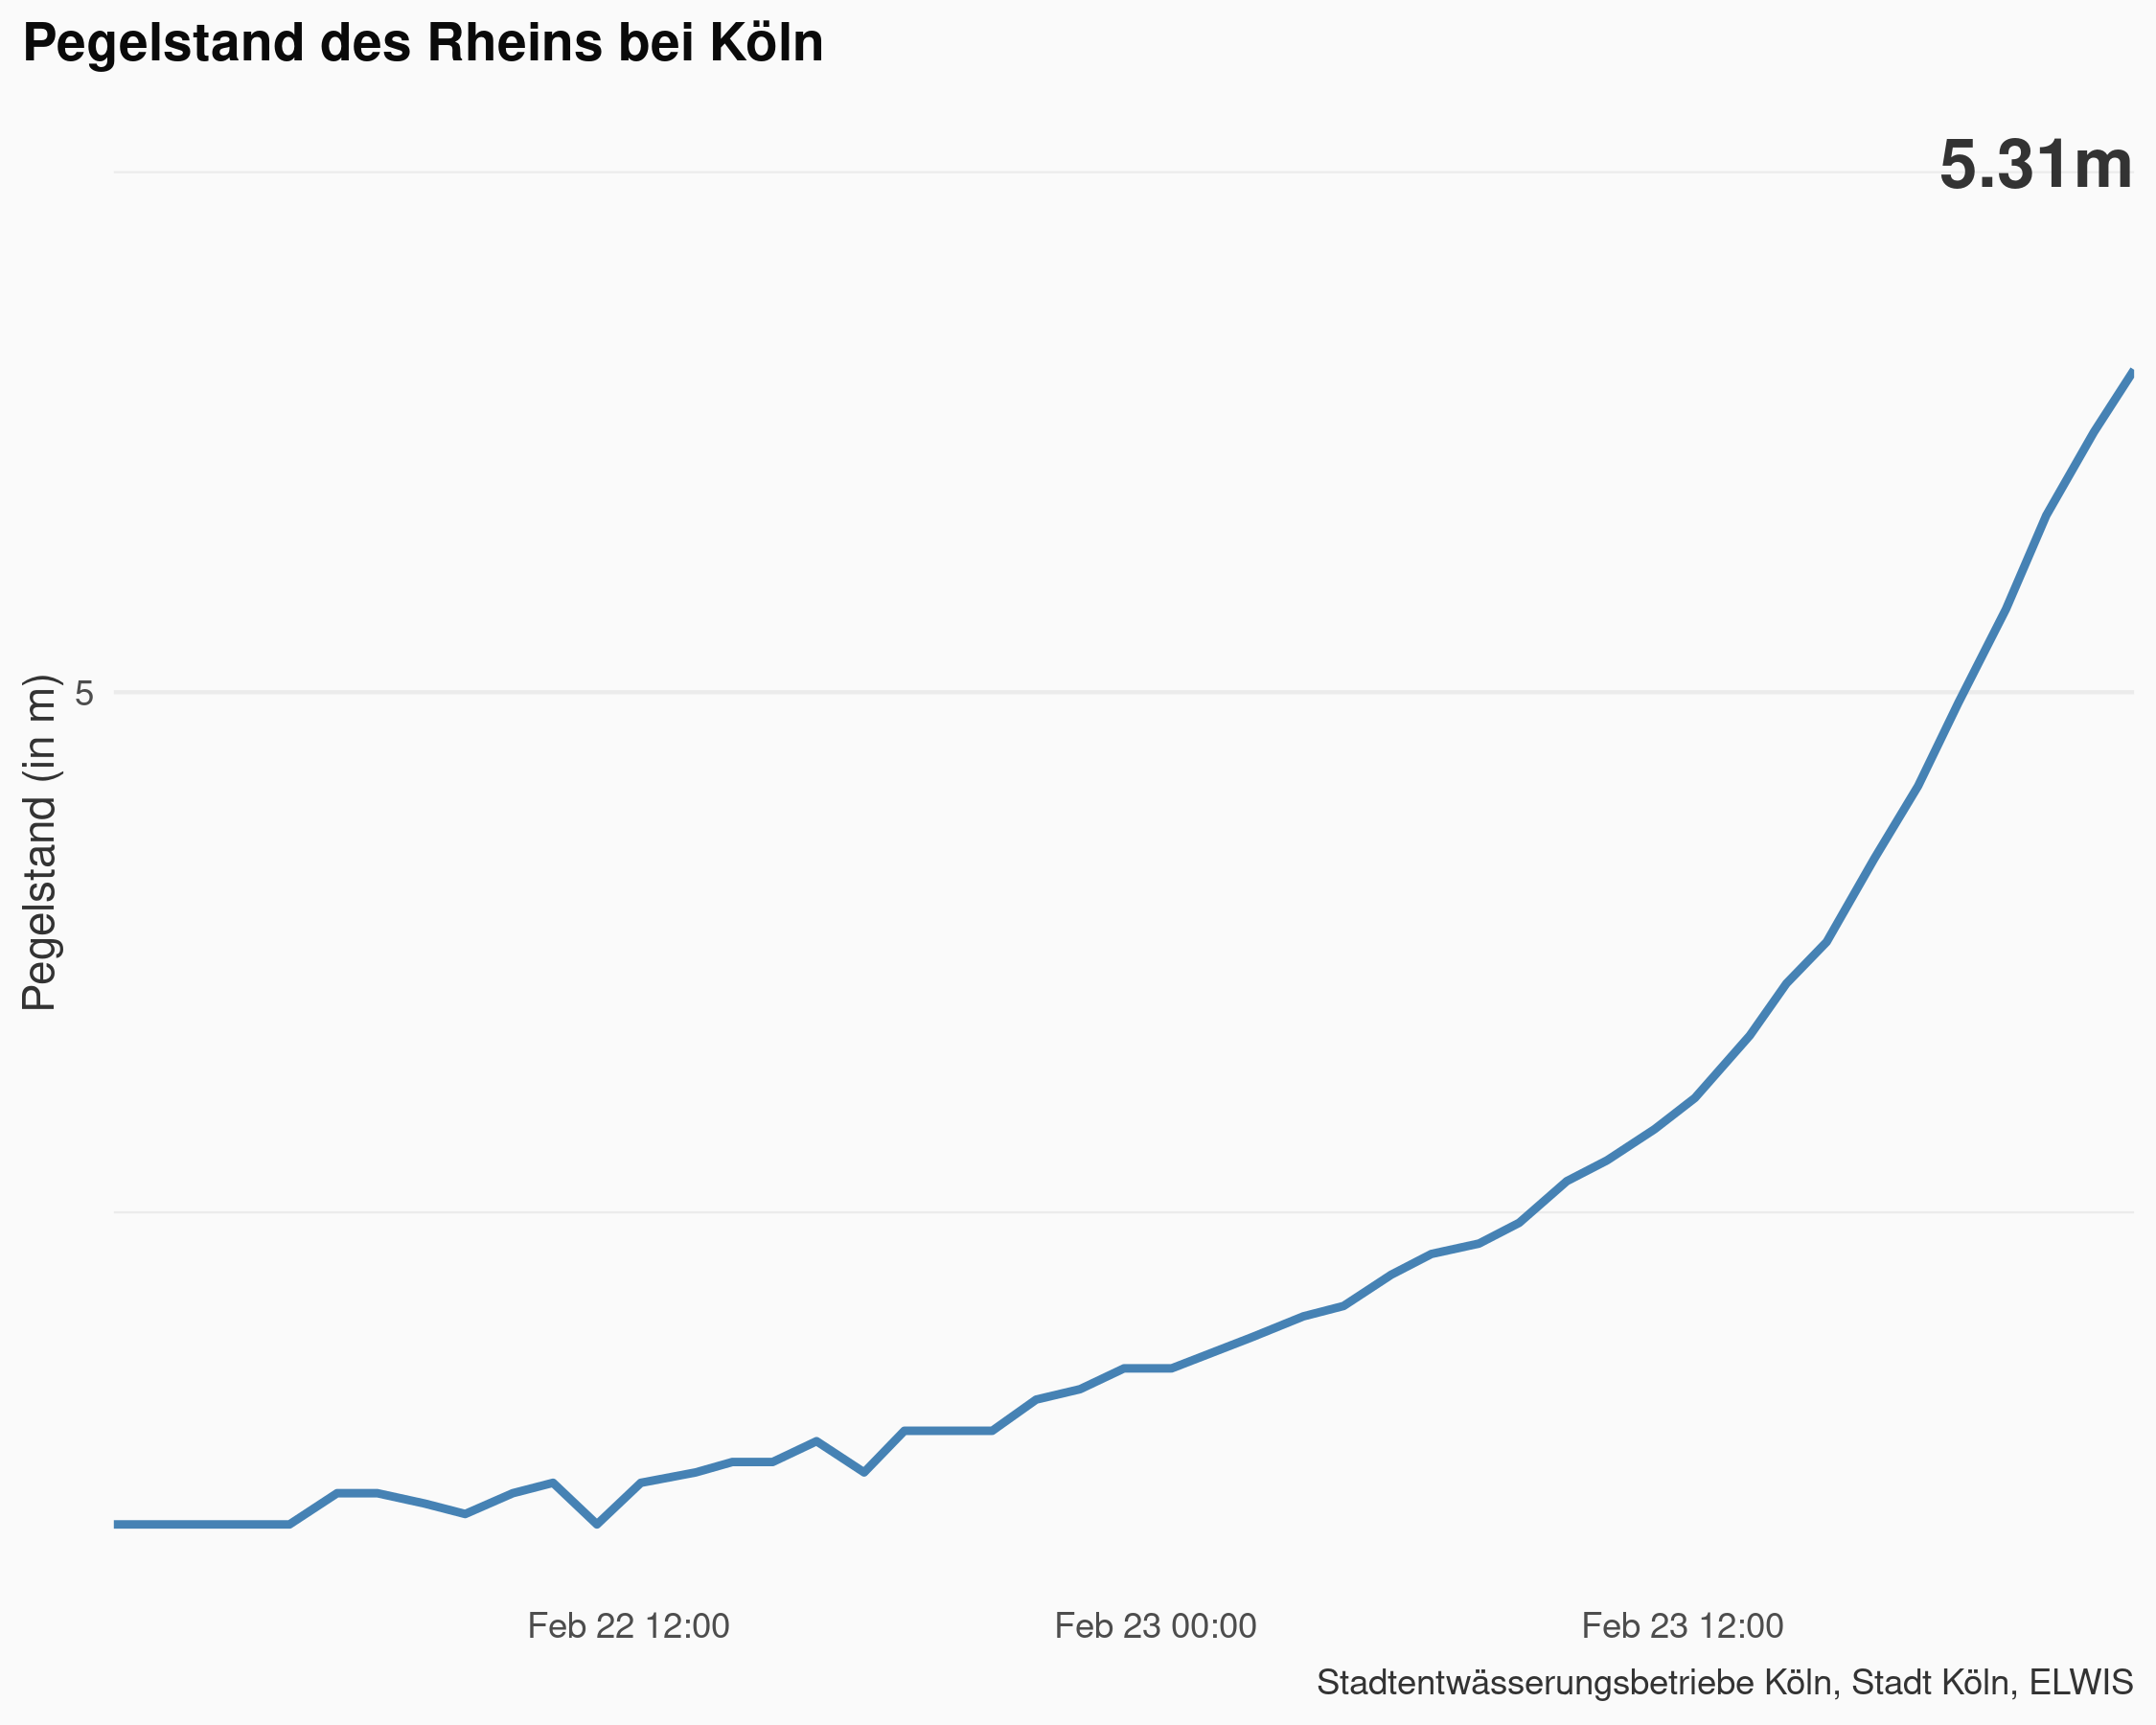 Pegelstand des Rheins bei Köln
5.31m
Pegelstand (in m)
5
Feb 22 12:00
Feb 23 00:00
Feb 23 12:00
Stadtentwässerungsbetriebe Köln, Stadt Köln, ELWIS